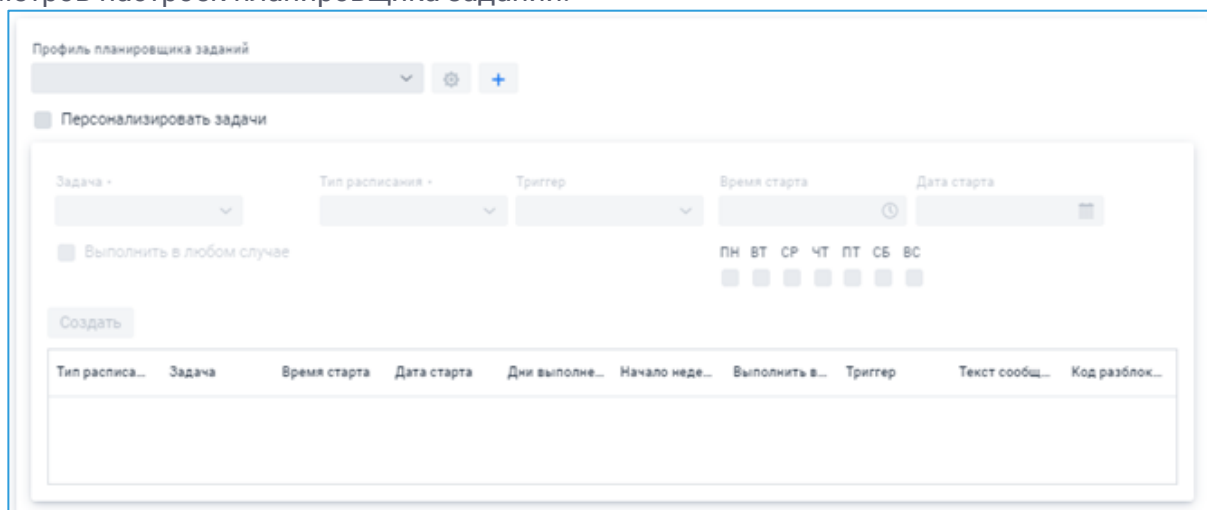 Профиль планировщика заданий
Персонализировать задачи
Задача - Тип расписания - Триггер Время старта Дата старта
Выполнить в любом случае ПН ВТ СР ЧТ ПТ СБ ВС
Создать
Тип расписа... Задача Время старта Дата старта Дни выполне... Начало неде... Выполнить в... Триггер Текст сообщ... Код разблок...